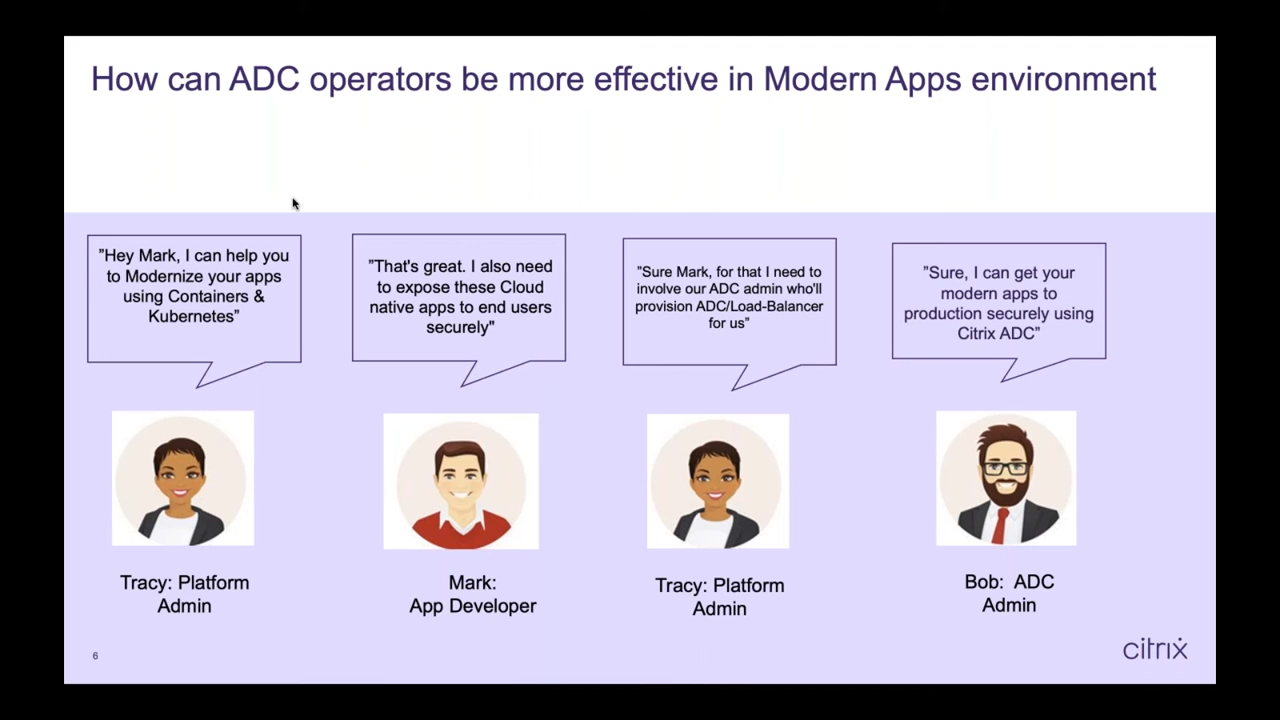 How can ADC operators be more effective in Modern Apps environment
”Hey Mark, I can help you
to Modernize your apps
using Containers &
Kubernetes”
”That's great. I also need
to expose these Cloud
native apps to end users
securely"
"Sure Mark, for that I need to
involve our ADC admin who'll
provision ADC/Load-Balancer
for us”
”Sure, I can get your
modern apps to
production securely using
Citrix ADC”
Tracy: Platform
Admin
Mark:
App Developer
Tracy: Platform
Admin
Bob: ADC
Admin
6
citrix